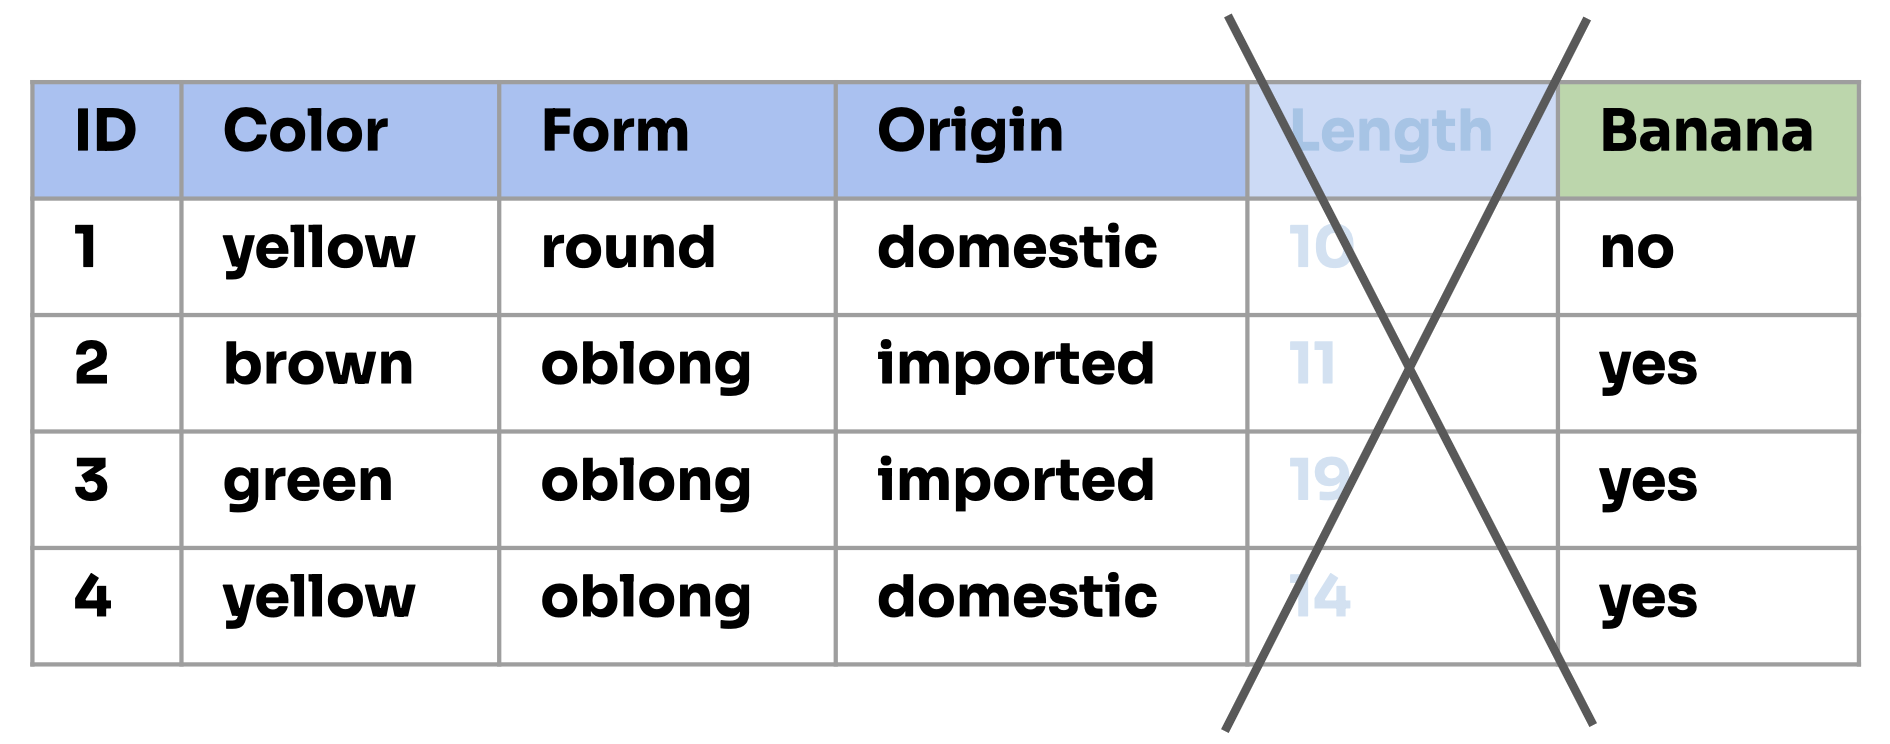 ID Color Form Origin Length Banana
1 yellow round domestic 10 no
2 brown oblong imported 11 yes
3 green oblong imported 19 yes
4 yellow oblong domestic 14 yes